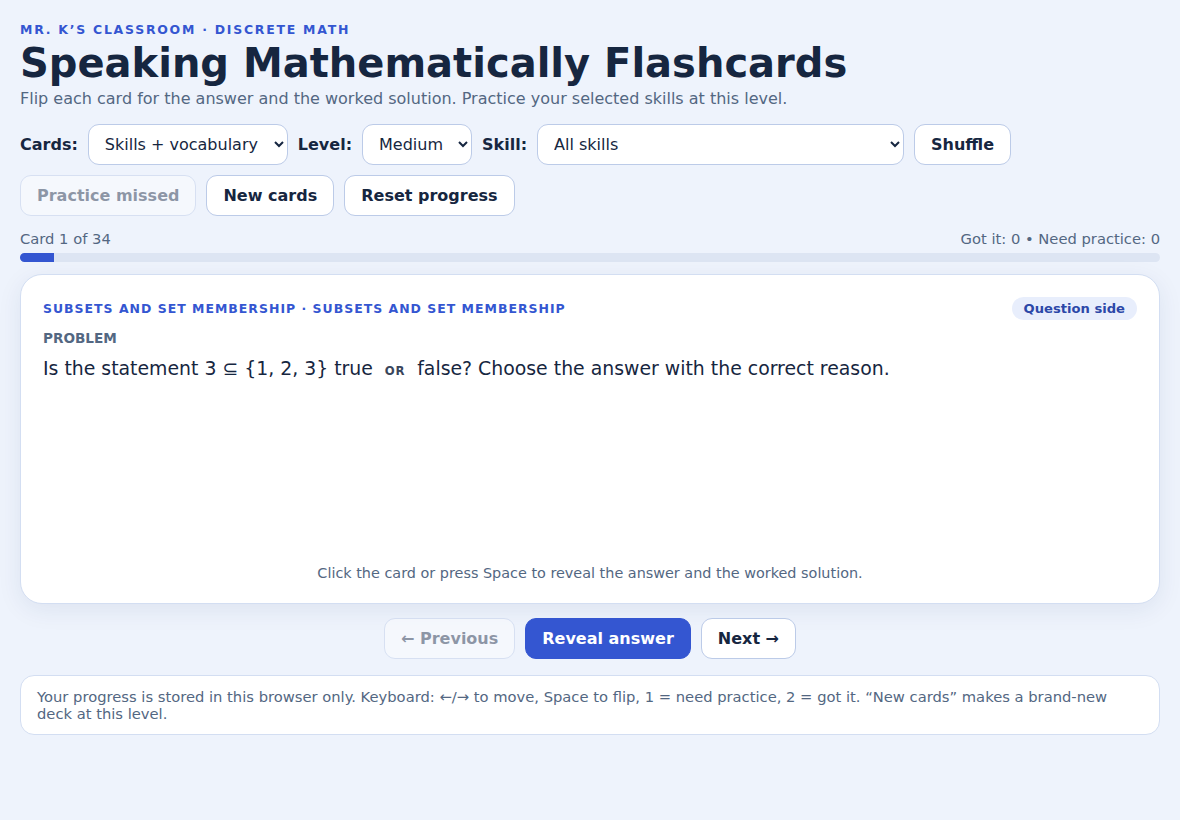 MR. K’S CLASSROOM · DISCRETE MATH
Speaking Mathematically Flashcards
Flip each card for the answer and the worked solution. Practice your selected skills at this level.
Cards: Skills + vocabulary Level: Medium Skill: All skills Shuffle
Practice missed New cards Reset progress
Card 1 of 34 Got it: 0 • Need practice: 0
SUBSETS AND SET MEMBERSHIP · SUBSETS AND SET MEMBERSHIP Question side
PROBLEM
Is the statement 3 ⊆ {1, 2, 3} true OR false? Choose the answer with the correct reason.
Click the card or press Space to reveal the answer and the worked solution.
← Previous Reveal answer Next →
Your progress is stored in this browser only. Keyboard: ←/→ to move, Space to flip, 1 = need practice, 2 = got it. “New cards” makes a brand-new
deck at this level.